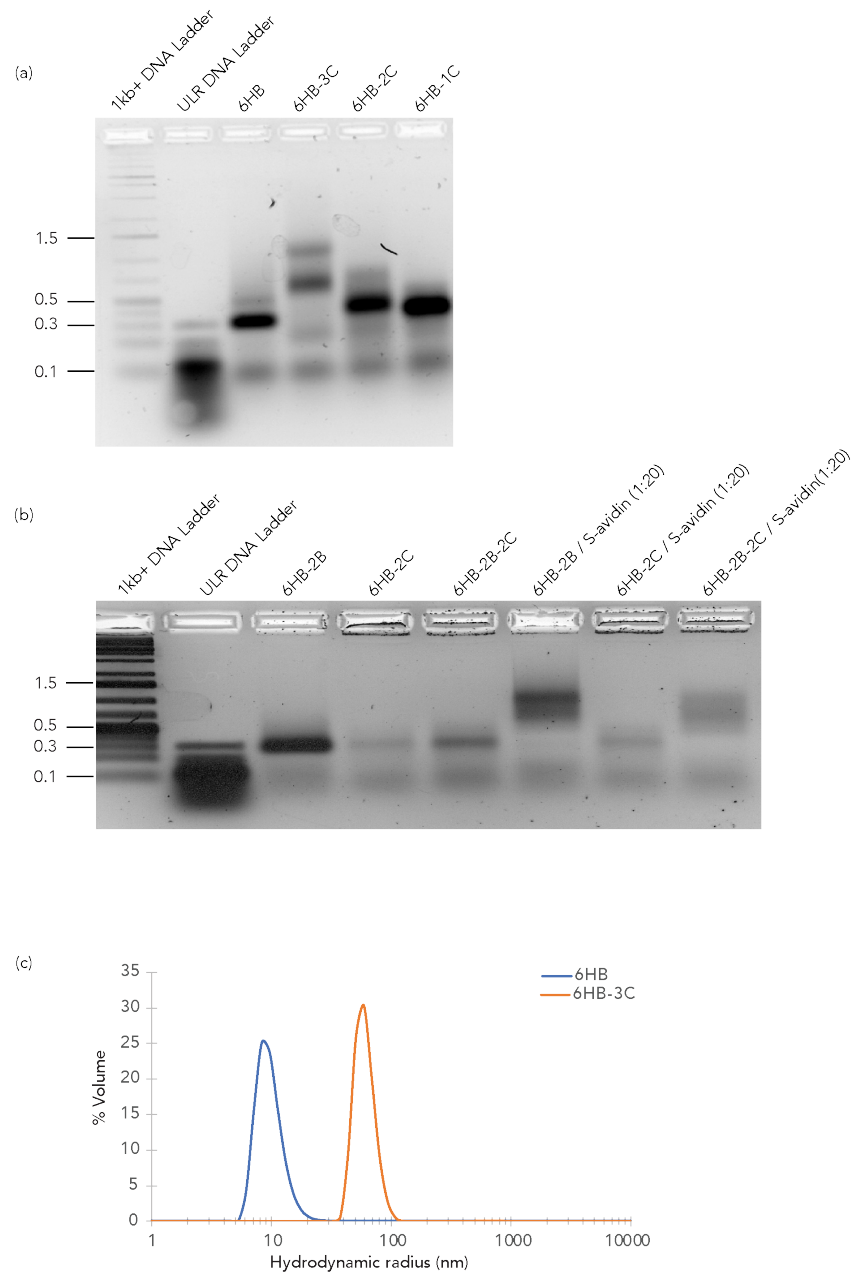 (a)
1kb+ DNA Ladder
ULR DNA Ladder
6HB
6HB-3C
6HB-2C
6HB-1C
1.5
0.5
0.3
0.1
(b)
1kb+ DNA Ladder
ULR DNA Ladder
6HB-2B
6HB-2C
6HB-2B-2C
6HB-2B / S-avidin (1:20)
6HB-2C / S-avidin (1:20)
6HB-2B-2C / S-avidin(1:20)
1.5
0.5
0.3
0.1
(c)
35
30
25
20
15
10
5
0
% Volume
6HB
6HB-3C
1 10 100 1000 10000
Hydrodynamic radius (nm)